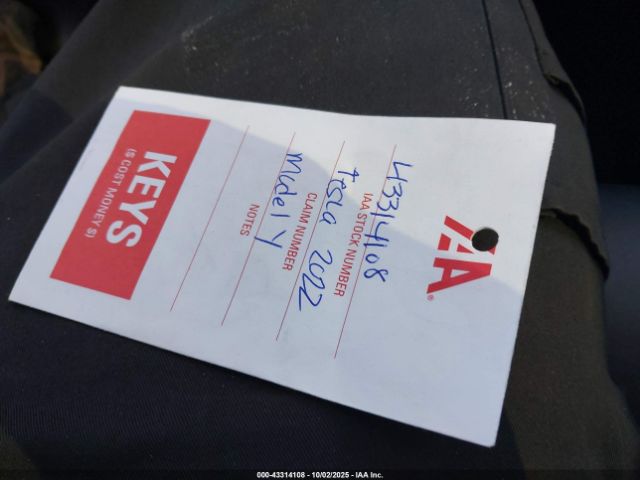 IAA®
43314108
IAA STOCK NUMBER
Tesla 2022
CLAIM NUMBER
Model Y
NOTES
KEYS
($ COST MONEY $)
000-43314108 - 10/02/2025 - IAA Inc.